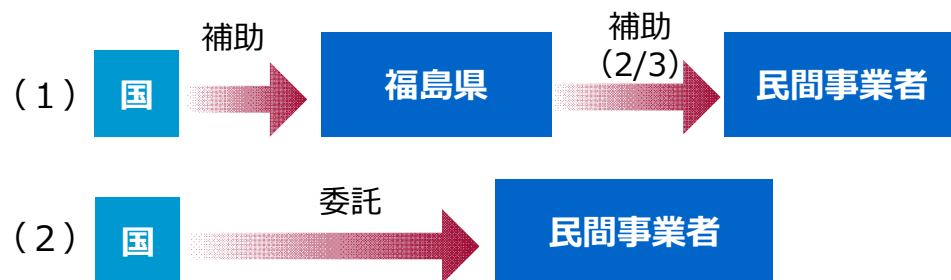 補助
補助
(2/3)
(1) 国 福島県 民間事業者
委託
(2) 国 民間事業者